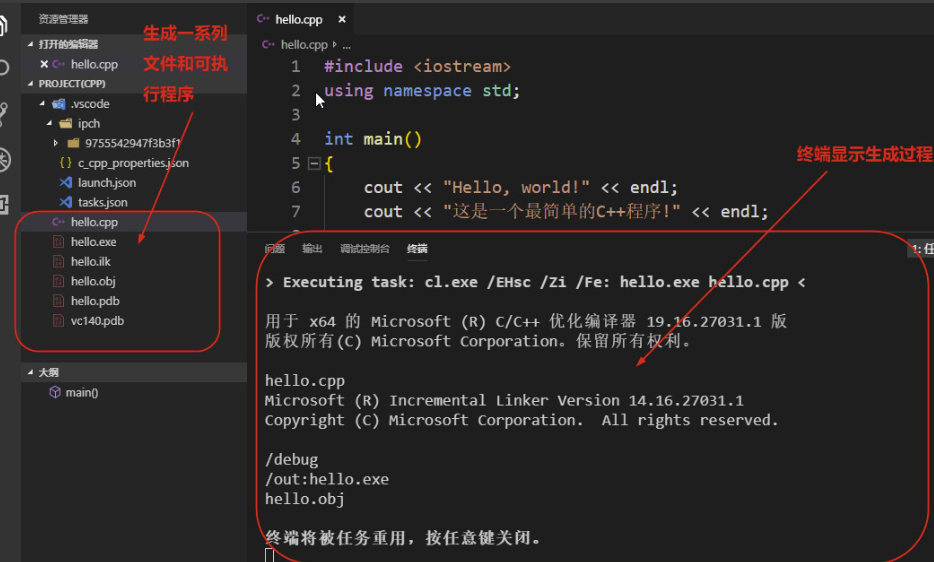 资源管理器
打开的编辑器
hello.cpp
PROJECT(CPP)
.vscode
ipch
9755542947f3b3f1
c_cpp_properties.json
launch.json
tasks.json
hello.cpp
hello.exe
hello.ilk
hello.obj
hello.pdb
vc140.pdb
大纲
main()
生成一系列
文件和可执
行程序
hello.cpp
hello.cpp ...
1 #include <iostream>
2 using namespace std;
3
4 int main()
5 {
6 cout << "Hello, world!" << endl;
7 cout << "这是一个最简单的C++程序!" << endl;
终端显示生成过程
问题 输出 调试控制台 终端 1: 任
> Executing task: cl.exe /EHsc /Zi /Fe: hello.exe hello.cpp <
用于 x64 的 Microsoft (R) C/C++ 优化编译器 19.16.27031.1 版
版权所有(C) Microsoft Corporation。保留所有权利。
hello.cpp
Microsoft (R) Incremental Linker Version 14.16.27031.1
Copyright (C) Microsoft Corporation.  All rights reserved.
/debug
/out:hello.exe
hello.obj
终端将被任务重用，按任意键关闭。